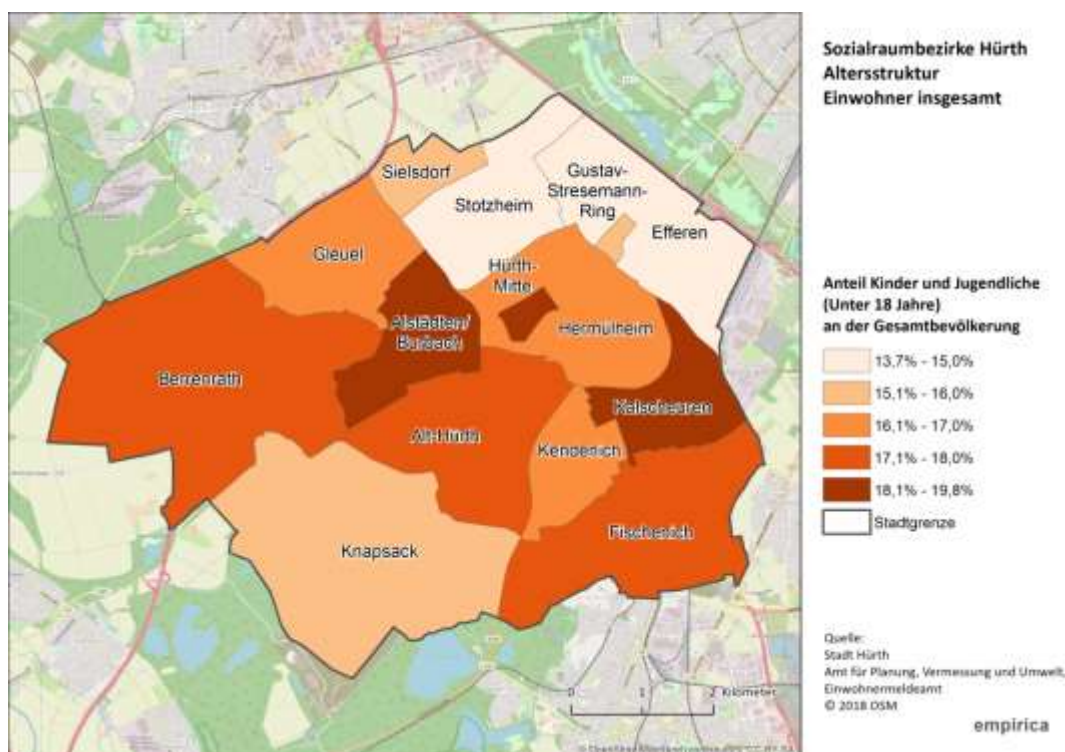 Sozialraumbezirke Hürth
Altersstruktur
Einwohner insgesamt
Sielsdorf
Gustav-
Stresemann-
Ring
Stotzheim
Efferen
Gleuel
Hürth-
Mitte
Alstädten/
Burbach
Hermülheim
Berrenrath
Kalscheuren
Alt-Hürth
Kendenich
Fischenich
Knapsack
Anteil Kinder und Jugendliche
(Unter 18 Jahre)
an der Gesamtbevölkerung
13,7% - 15,0%
15,1% - 16,0%
16,1% - 17,0%
17,1% - 18,0%
18,1% - 19,8%
Stadtgrenze
0 1 2 Kilometer
Quelle:
Stadt Hürth
Amt für Planung, Vermessung und Umwelt,
Einwohnermeldeamt
© 2018 OSM
empirica